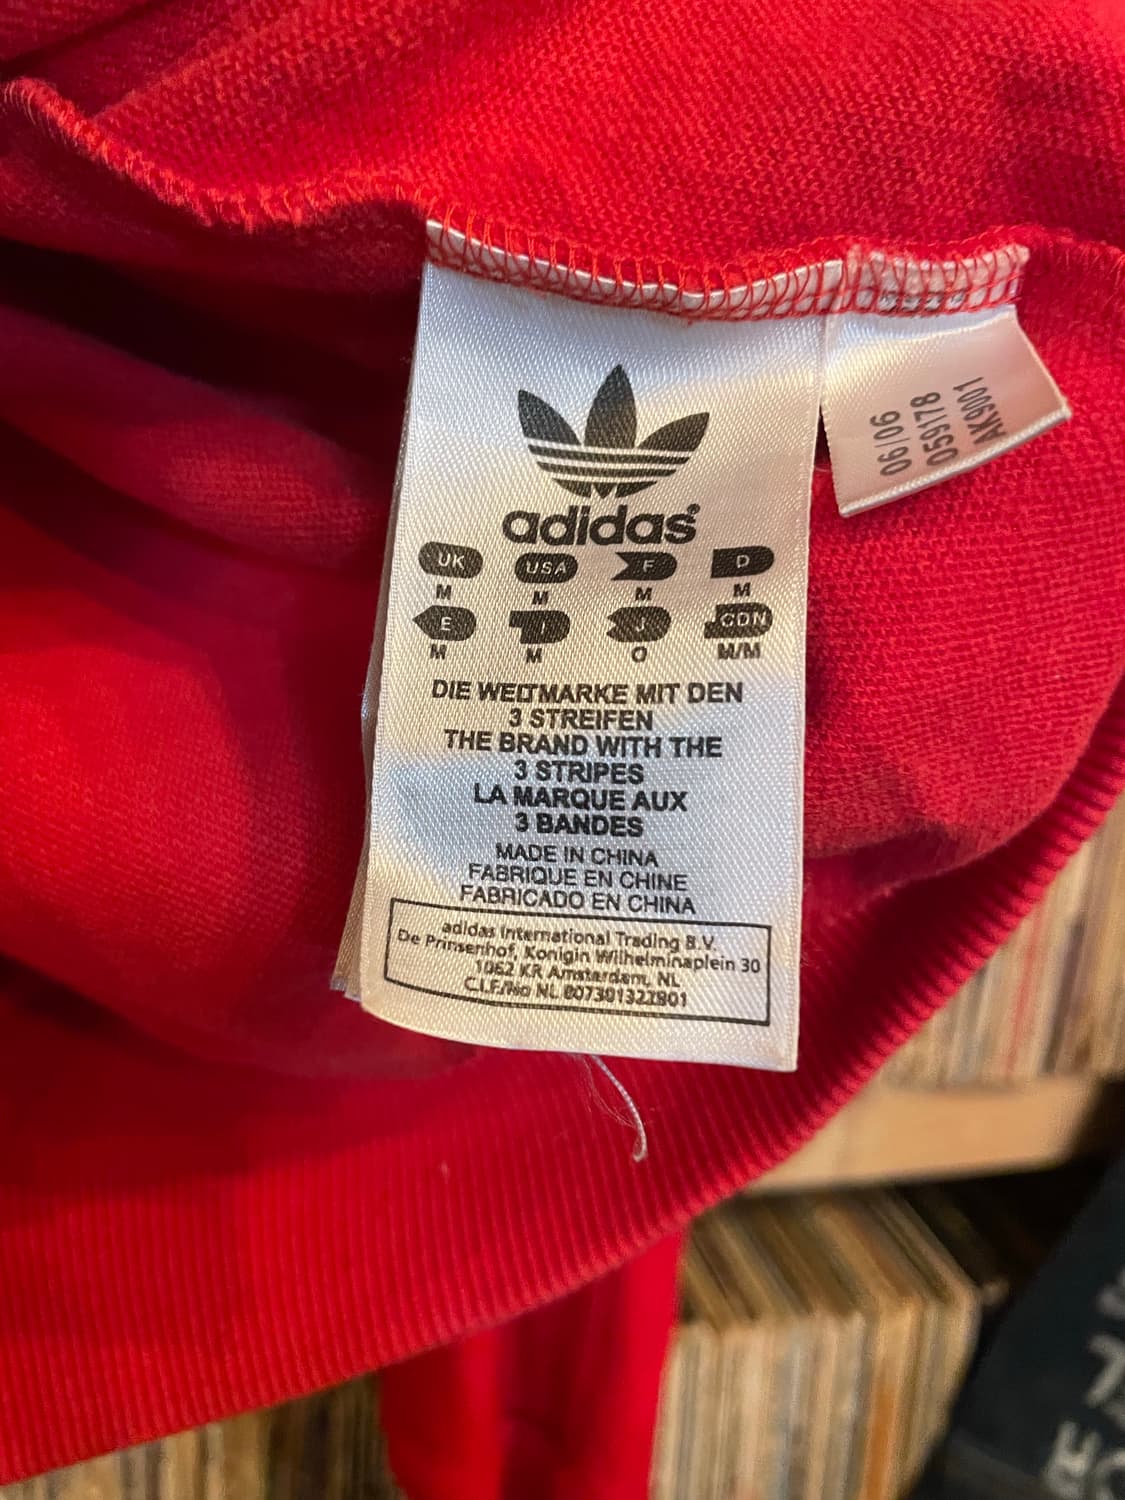 adidas®
UK USA F D
M M M M
E I J CDN
M M O M/M
DIE WELTMARKE MIT DEN
3 STREIFEN
THE BRAND WITH THE
3 STRIPES
LA MARQUE AUX
3 BANDES
MADE IN CHINA
FABRIQUE EN CHINE
FABRICADO EN CHINA
adidas International Trading B.V.
De Prinsenhof, Konigin Wilhelminaplein 30
1062 KR Amsterdam, NL
C.I.F./No NL
06/06
059178
AK9001